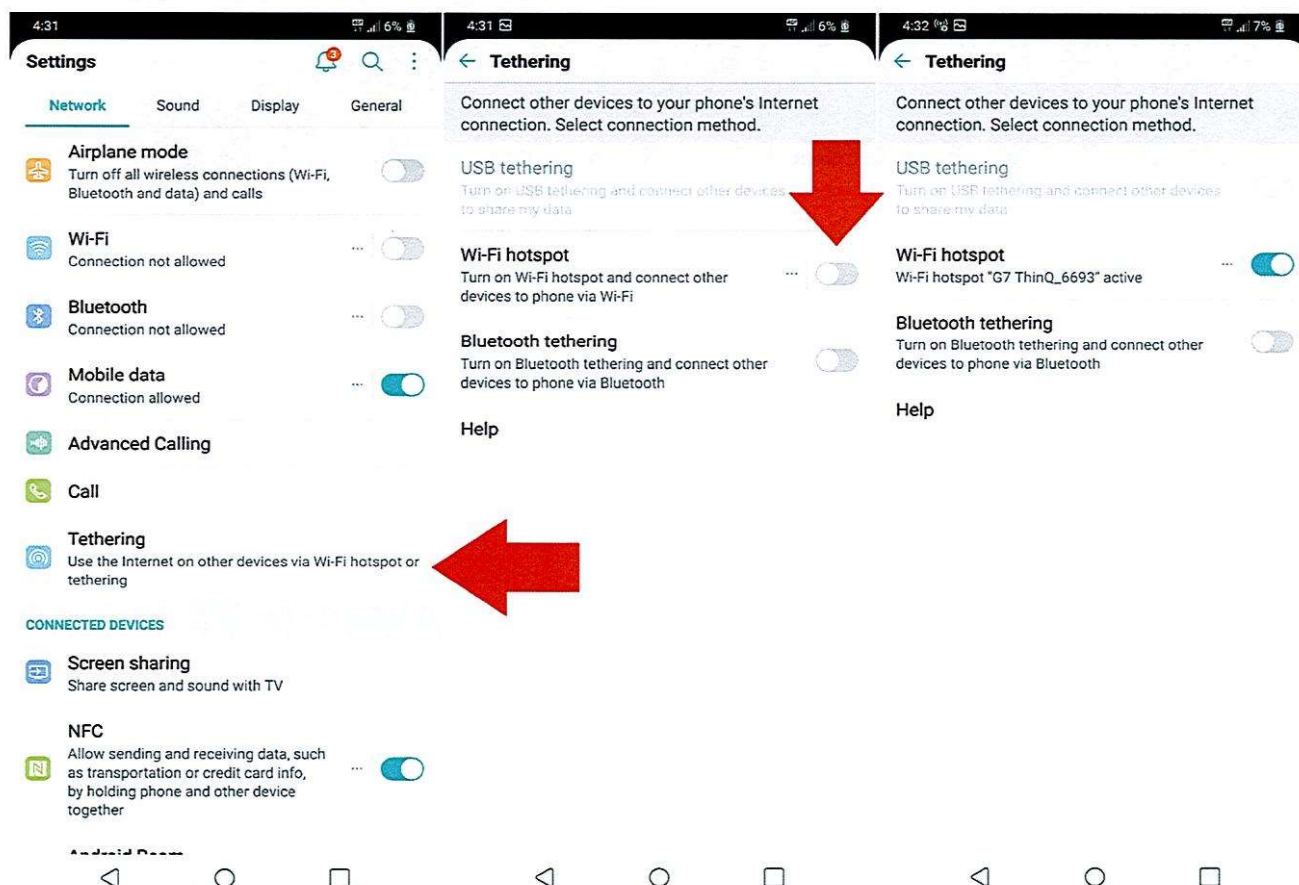 4:31
6%
Settings
3
Network Sound Display General
Airplane mode
Turn off all wireless connections (Wi-Fi,
Bluetooth and data) and calls
Wi-Fi
Connection not allowed
Bluetooth
Connection not allowed
Mobile data
Connection allowed
Advanced Calling
Call
Tethering
Use the Internet on other devices via Wi-Fi hotspot or
tethering
CONNECTED DEVICES
Screen sharing
Share screen and sound with TV
NFC
Allow sending and receiving data, such
as transportation or credit card info,
by holding phone and other device
together
4:31
6%
Tethering
Connect other devices to your phone's Internet
connection. Select connection method.
USB tethering
Turn on USB tethering and connect other devices
to share my data
Wi-Fi hotspot
Turn on Wi-Fi hotspot and connect other
devices to phone via Wi-Fi
Bluetooth tethering
Turn on Bluetooth tethering and connect other
devices to phone via Bluetooth
Help
4:32
7%
Tethering
Connect other devices to your phone's Internet
connection. Select connection method.
USB tethering
Turn on USB tethering and connect other devices
to share my data
Wi-Fi hotspot
Wi-Fi hotspot "G7 ThinQ_6693" active
Bluetooth tethering
Turn on Bluetooth tethering and connect other
devices to phone via Bluetooth
Help